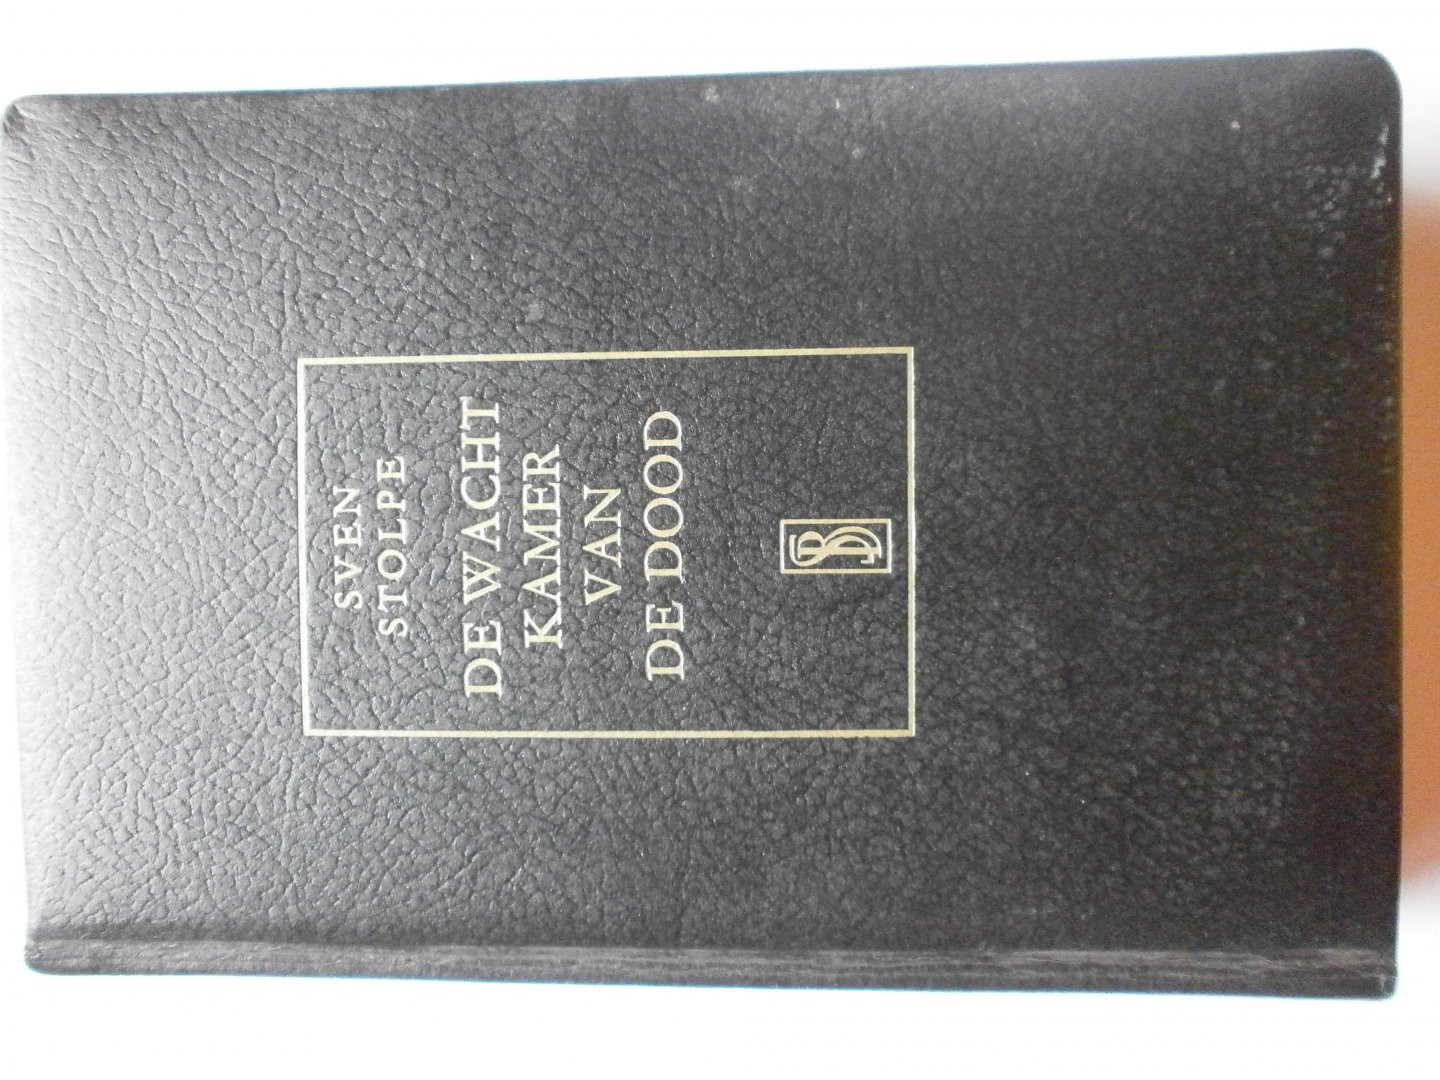 SVEN
STOLPE
DE WACHT
KAMER
VAN
DE DOOD